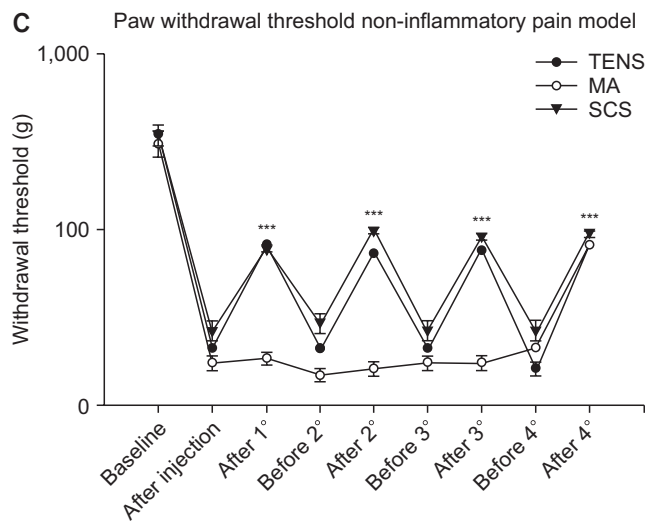 C Paw withdrawal threshold non-inflammatory pain model
1,000
100
0
Withdrawal threshold (g)
TENS
MA
SCS
***
***
***
***
Baseline
After injection
After 1°
Before 2°
After 2°
Before 3°
After 3°
Before 4°
After 4°